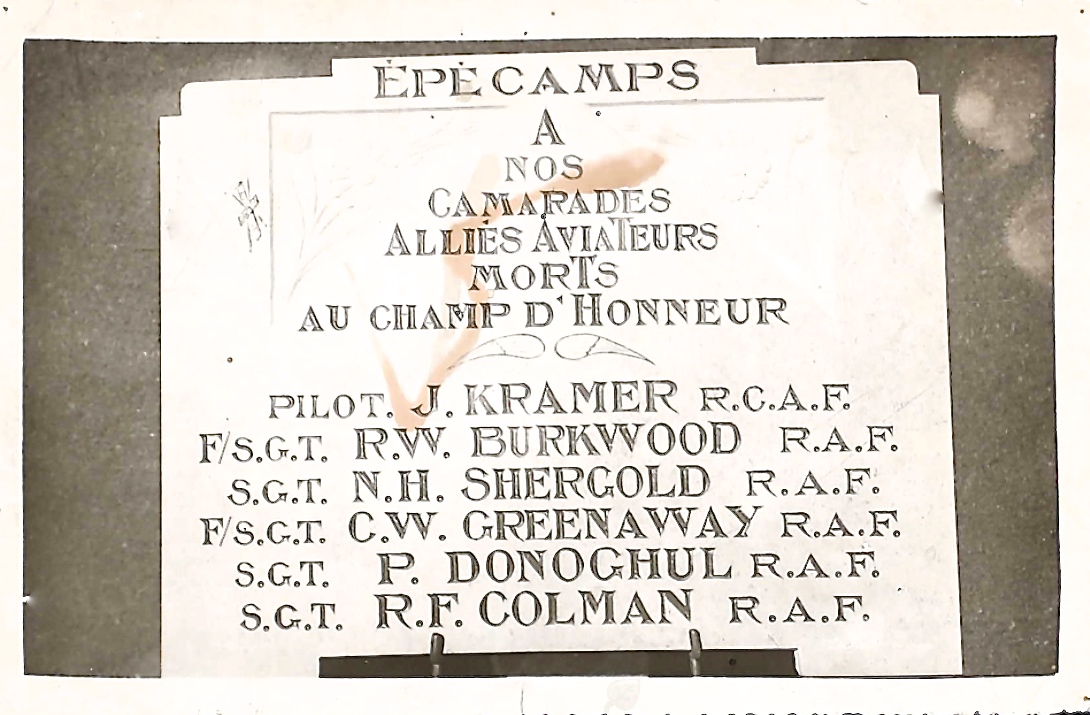 ÉPÉCAMPS
A
NOS
CAMARADES
ALLIÉS AVIATEURS
MORTS
AU CHAMP D'HONNEUR
PILOT. J. KRAMER R.C.A.F.
F/S.G.T. R.W. BURKWOOD R.A.F.
S.G.T. N.H. SHERGOLD R.A.F.
F/S.G.T. C.W. GREENAWAY R.A.F.
S.G.T. P. DONOGHUL R.A.F.
S.G.T. R.F. COLMAN R.A.F.